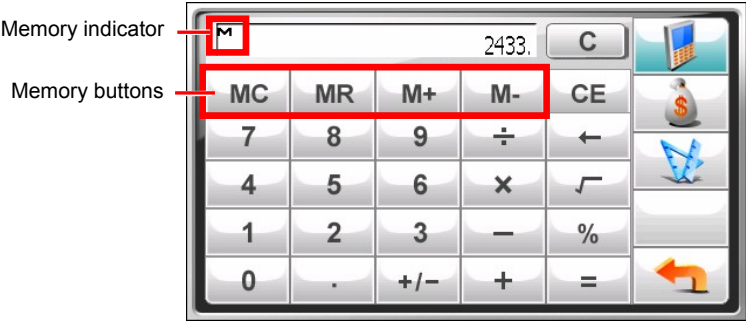 Memory indicator
M
2433.
C
Memory buttons
MC MR M+ M- CE
7 8 9 ÷ ←
$
4 5 6 × √
1 2 3 − %
0 . +/− + =